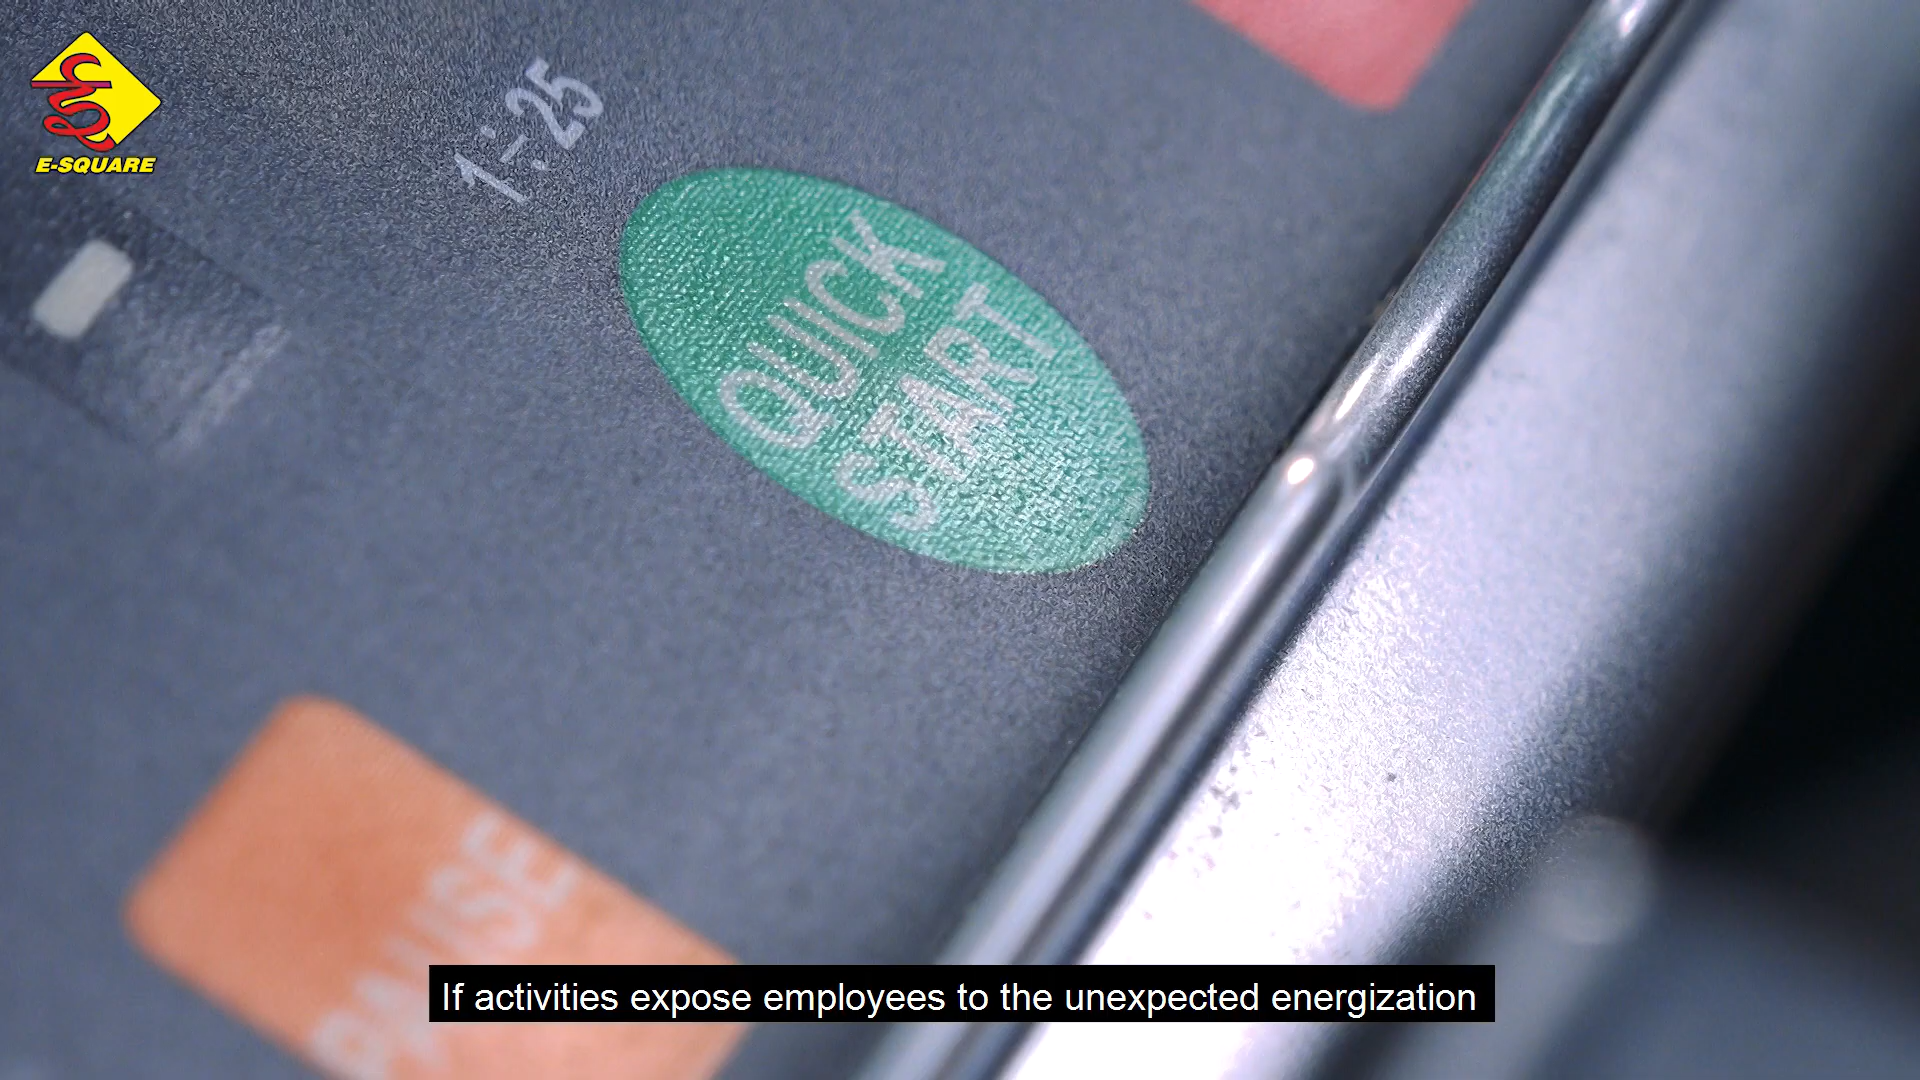 E-SQUARE
1-:25
QUICK
START
PAUSE
If activities expose employees to the unexpected energization